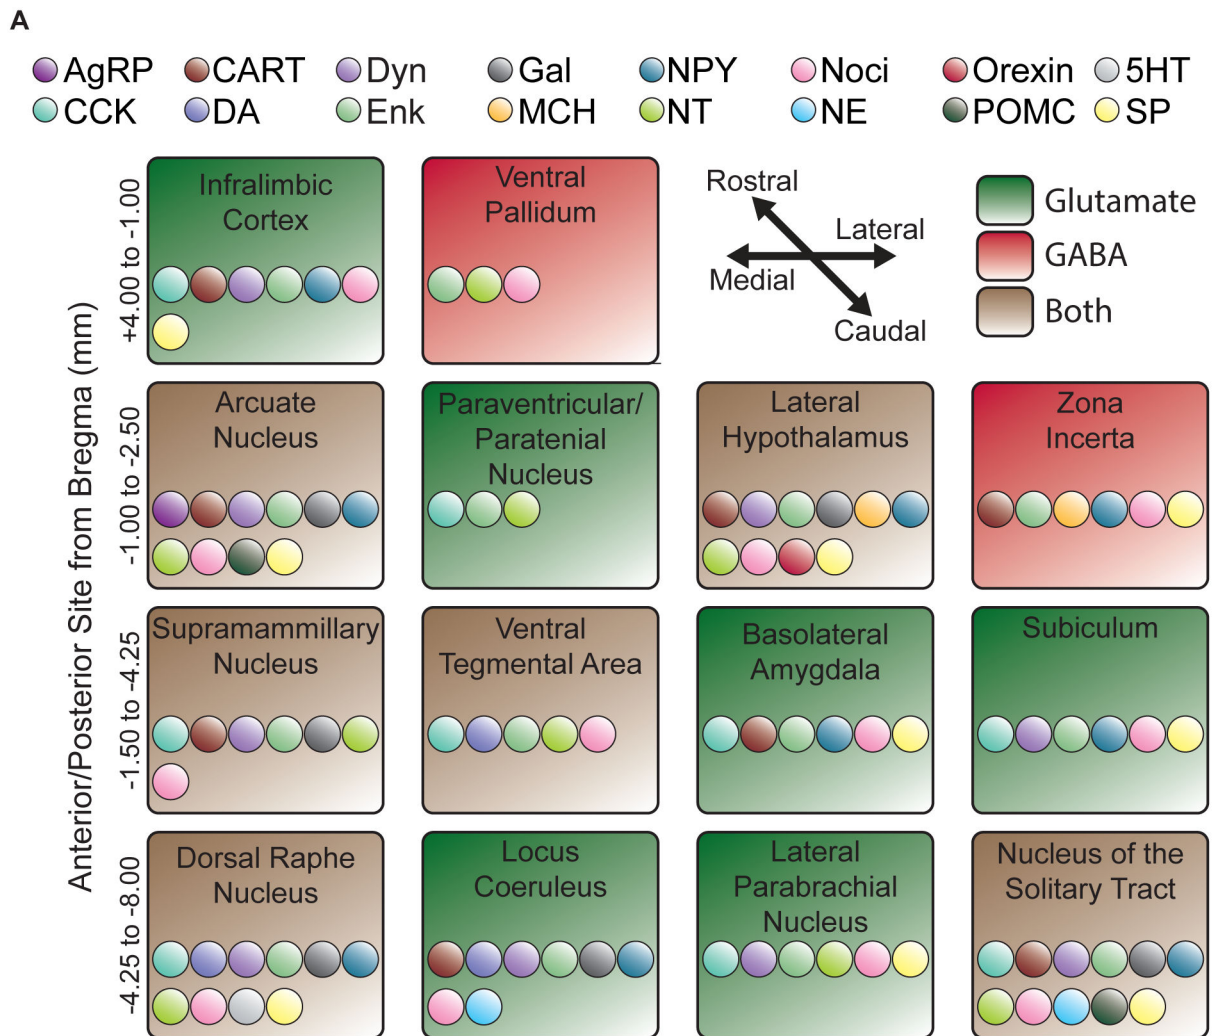 A
AgRP CART Dyn Gal NPY Noci Orexin 5HT
CCK DA Enk MCH NT NE POMC SP
Anterior/Posterior Site from Bregma (mm)
+4.00 to -1.00
Infralimbic
Cortex
Ventral
Pallidum
Rostral
Lateral
Medial
Caudal
Glutamate
GABA
Both
-1.00 to -2.50
Arcuate
Nucleus
Paraventricular/
Paratenial
Nucleus
Lateral
Hypothalamus
Zona
Incerta
-1.50 to -4.25
Supramammillary
Nucleus
Ventral
Tegmental Area
Basolateral
Amygdala
Subiculum
-4.25 to -8.00
Dorsal Raphe
Nucleus
Locus
Coeruleus
Lateral
Parabrachial
Nucleus
Nucleus of the
Solitary Tract